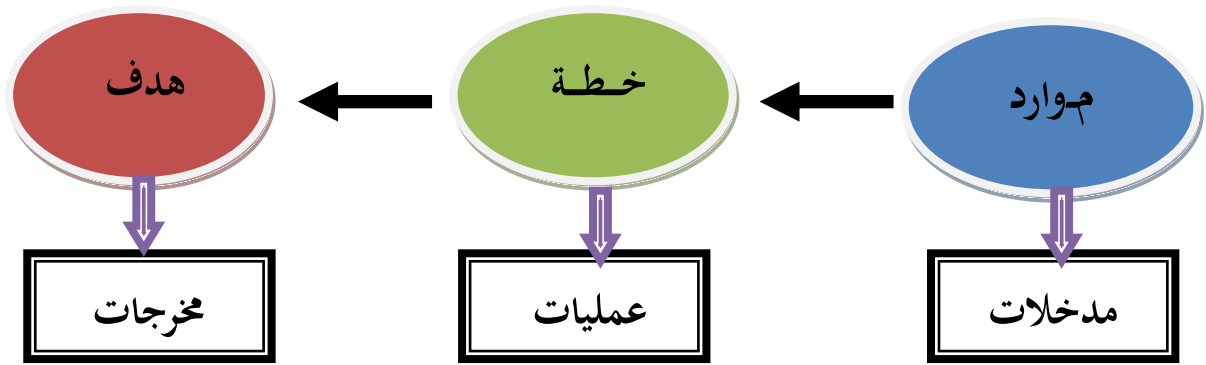 موارد
خطة
هدف
مدخلات
عمليات
مخرجات